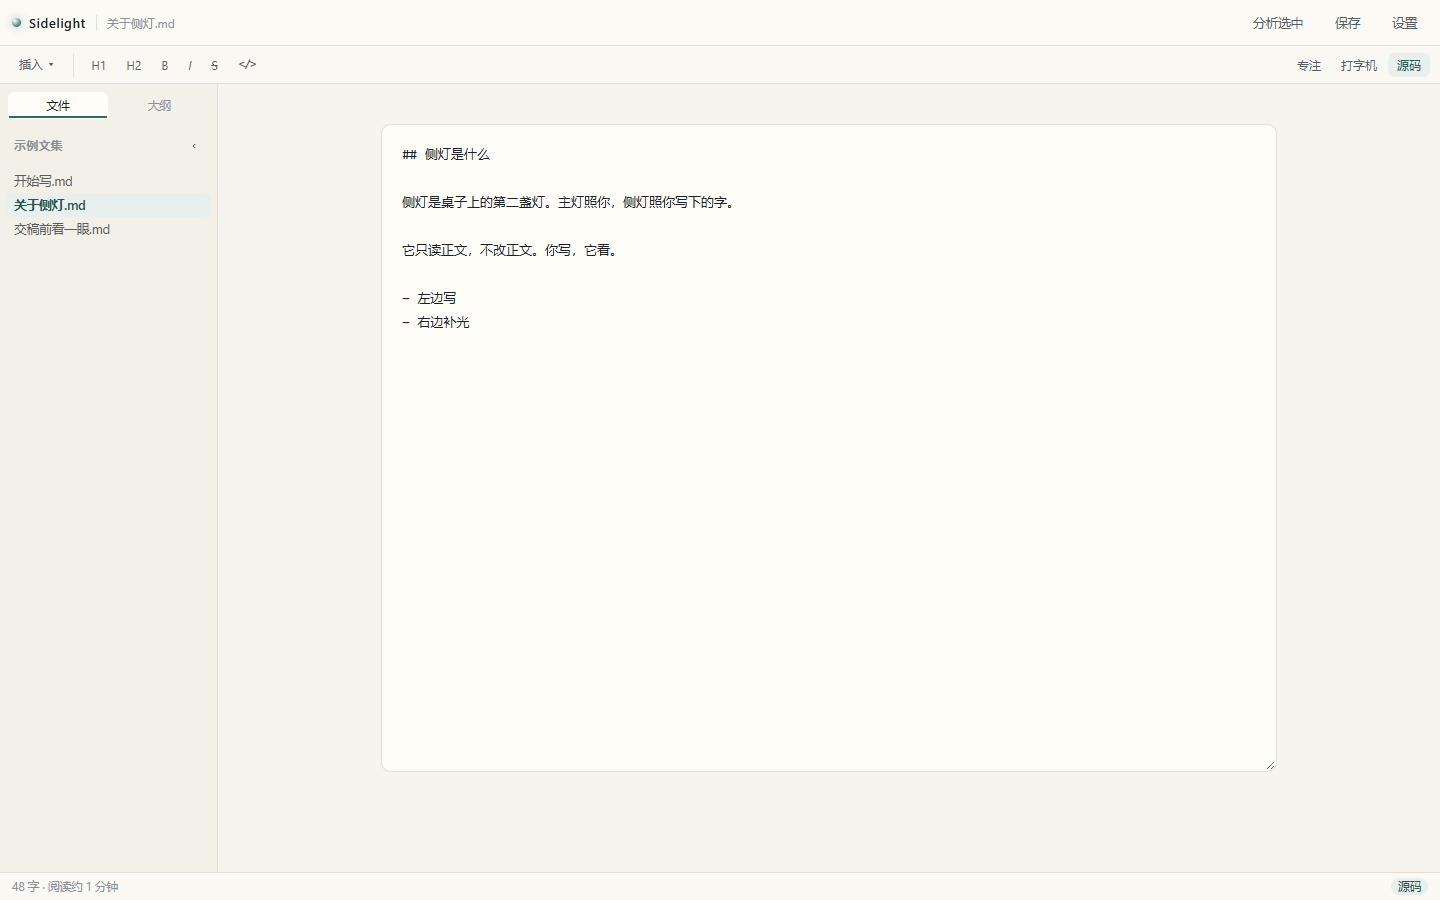 Sidelight
关于侧灯.md
分析选中 保存 设置
插入 ▾ H1 H2 B I S </>
专注 打字机 源码
文件 大纲
示例文集 ‹
开始写.md
关于侧灯.md
交稿前看一眼.md
## 侧灯是什么
侧灯是桌子上的第二盏灯。主灯照你，侧灯照你写下的字。
它只读正文，不改正文。你写，它看。
- 左边写
- 右边补光
48 字 · 阅读约 1 分钟
源码